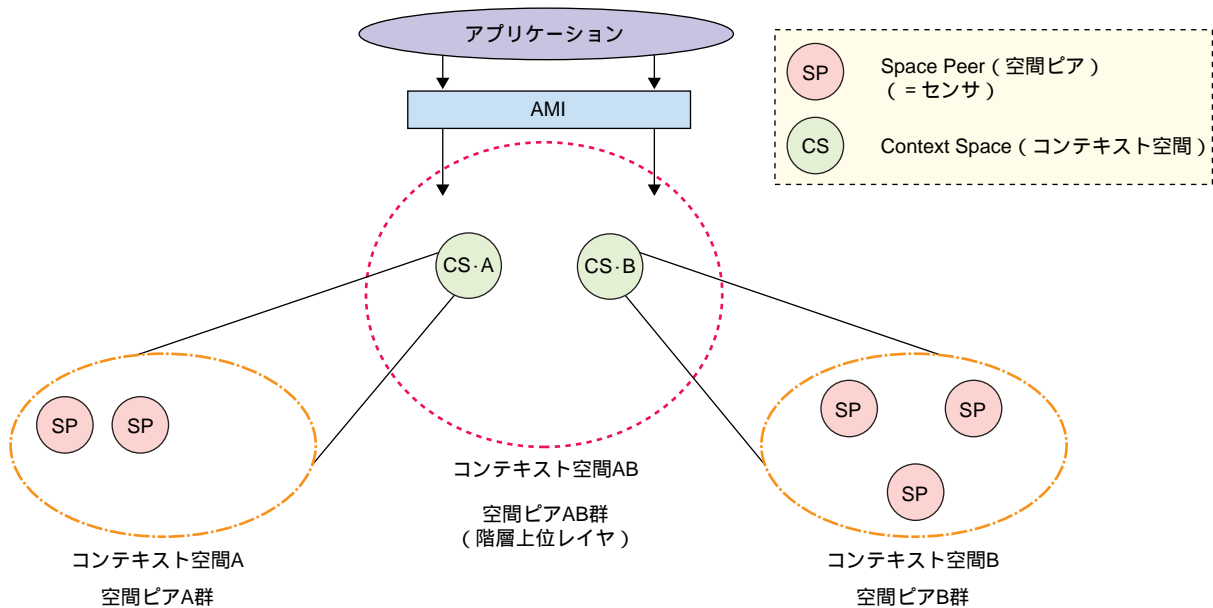 アプリケーション
AMI
SP
Space Peer（空間ピア）
（＝センサ）
CS
Context Space（コンテキスト空間）
CS·A
CS·B
SP
SP
SP
SP
SP
コンテキスト空間AB
空間ピアAB群
（階層上位レイヤ）
コンテキスト空間A
空間ピアA群
コンテキスト空間B
空間ピアB群